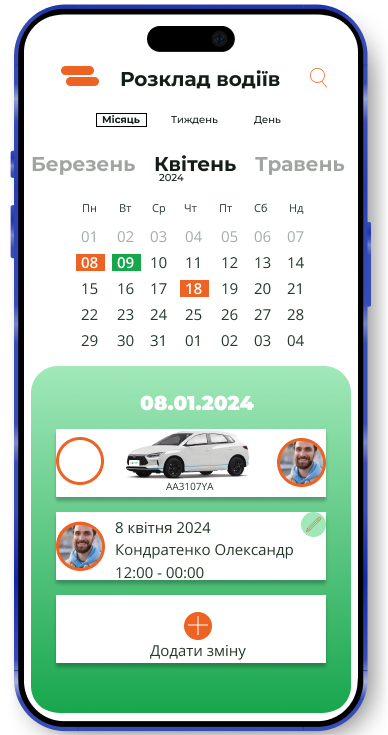 Розклад водіїв
Місяць Тиждень День
Березень Квітень Травень
2024
Пн Вт Ср Чт Пт Сб Нд
01 02 03 04 05 06 07
08 09 10 11 12 13 14
15 16 17 18 19 20 21
22 23 24 25 26 27 28
29 30 31 01 02 03 04
08.01.2024
AA3107YA
8 квітня 2024
Кондратенко Олександр
12:00 - 00:00
Додати зміну